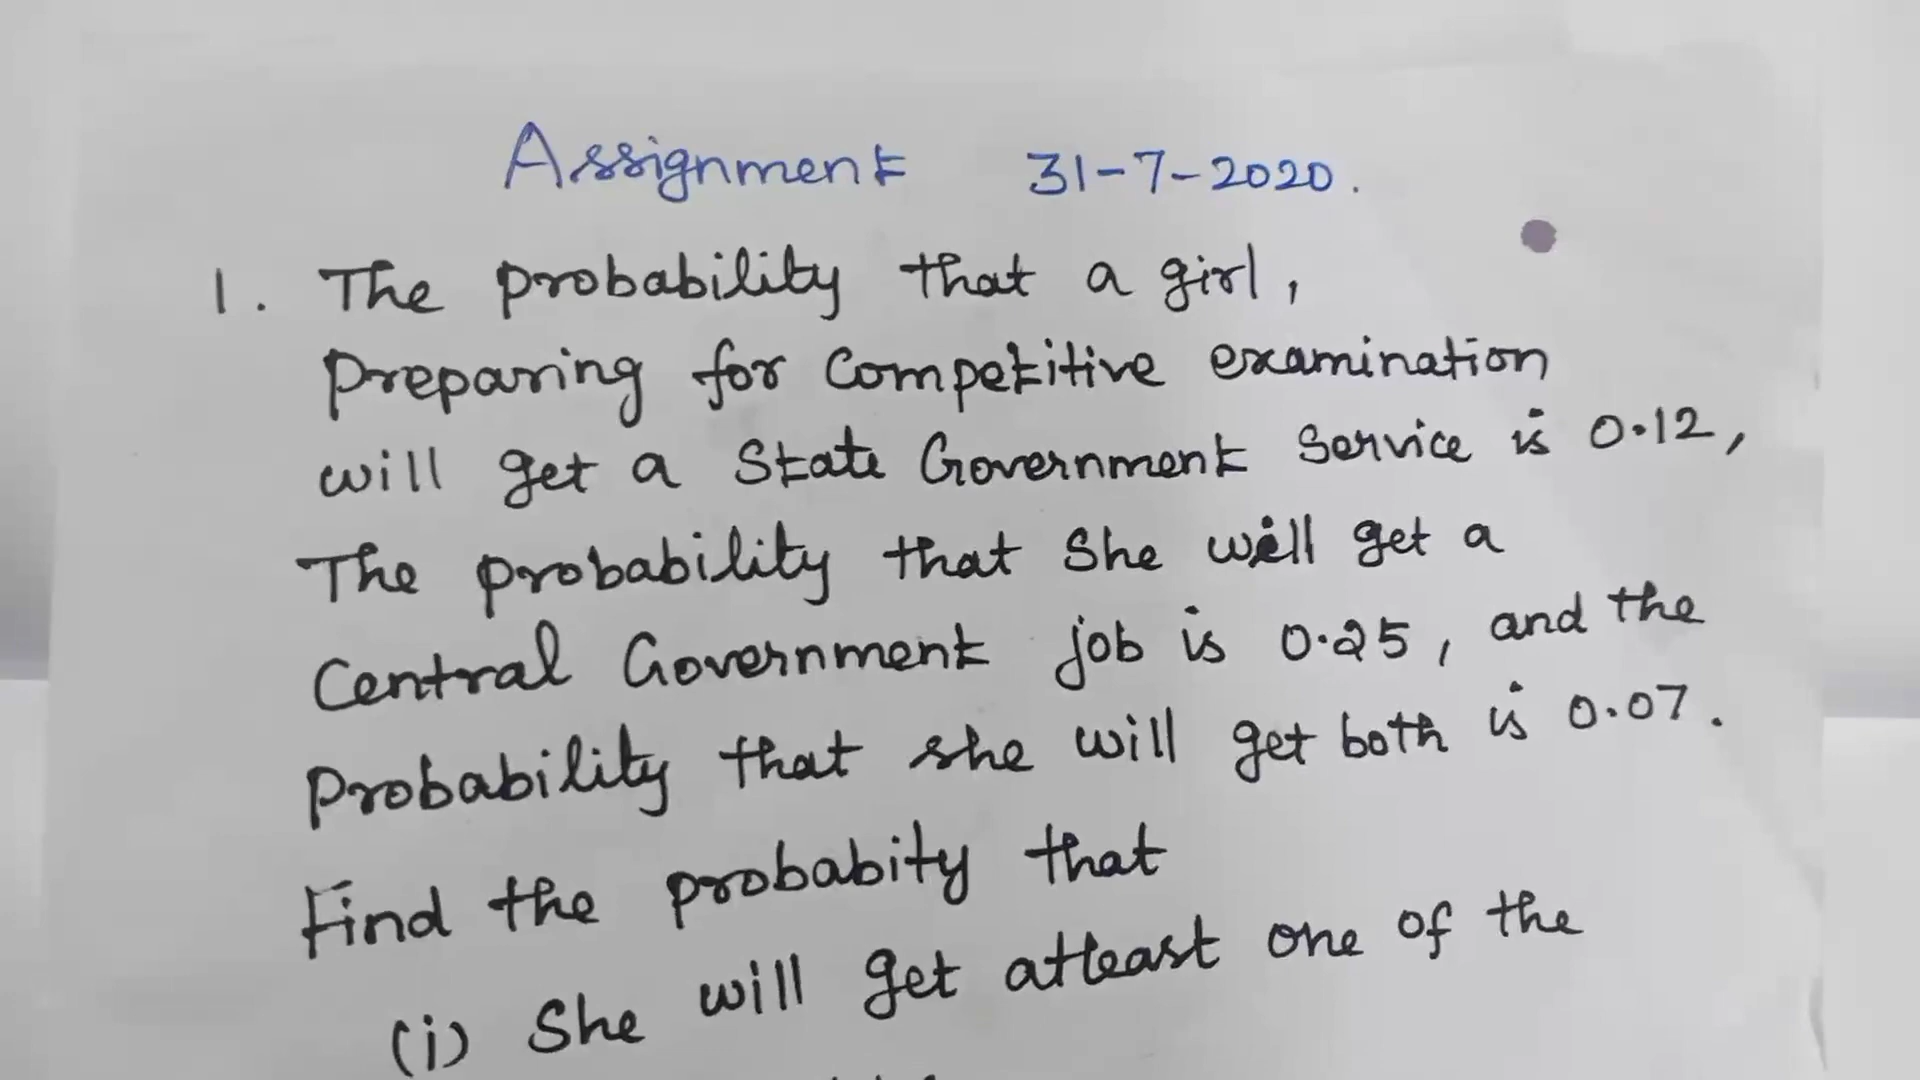 Assignment 31-7-2020.
1. The probability that a girl,
preparing for competitive examination
will get a State Government Service is 0.12,
The probability that She will get a
Central Government job is 0.25, and the
Probability that she will get both is 0.07.
Find the probabity that
(i) She will get atleast one of the